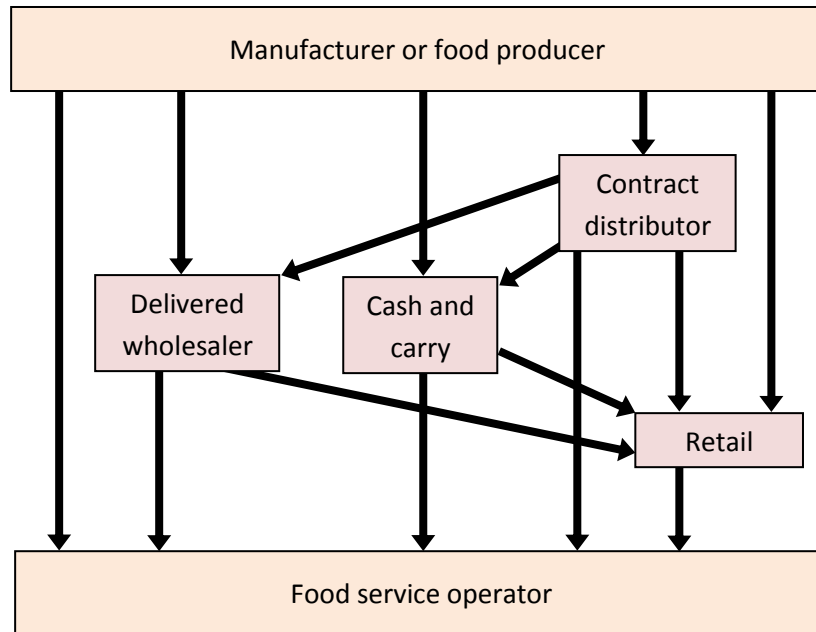 Manufacturer or food producer
Contract
distributor
Delivered
wholesaler
Cash and
carry
Retail
Food service operator